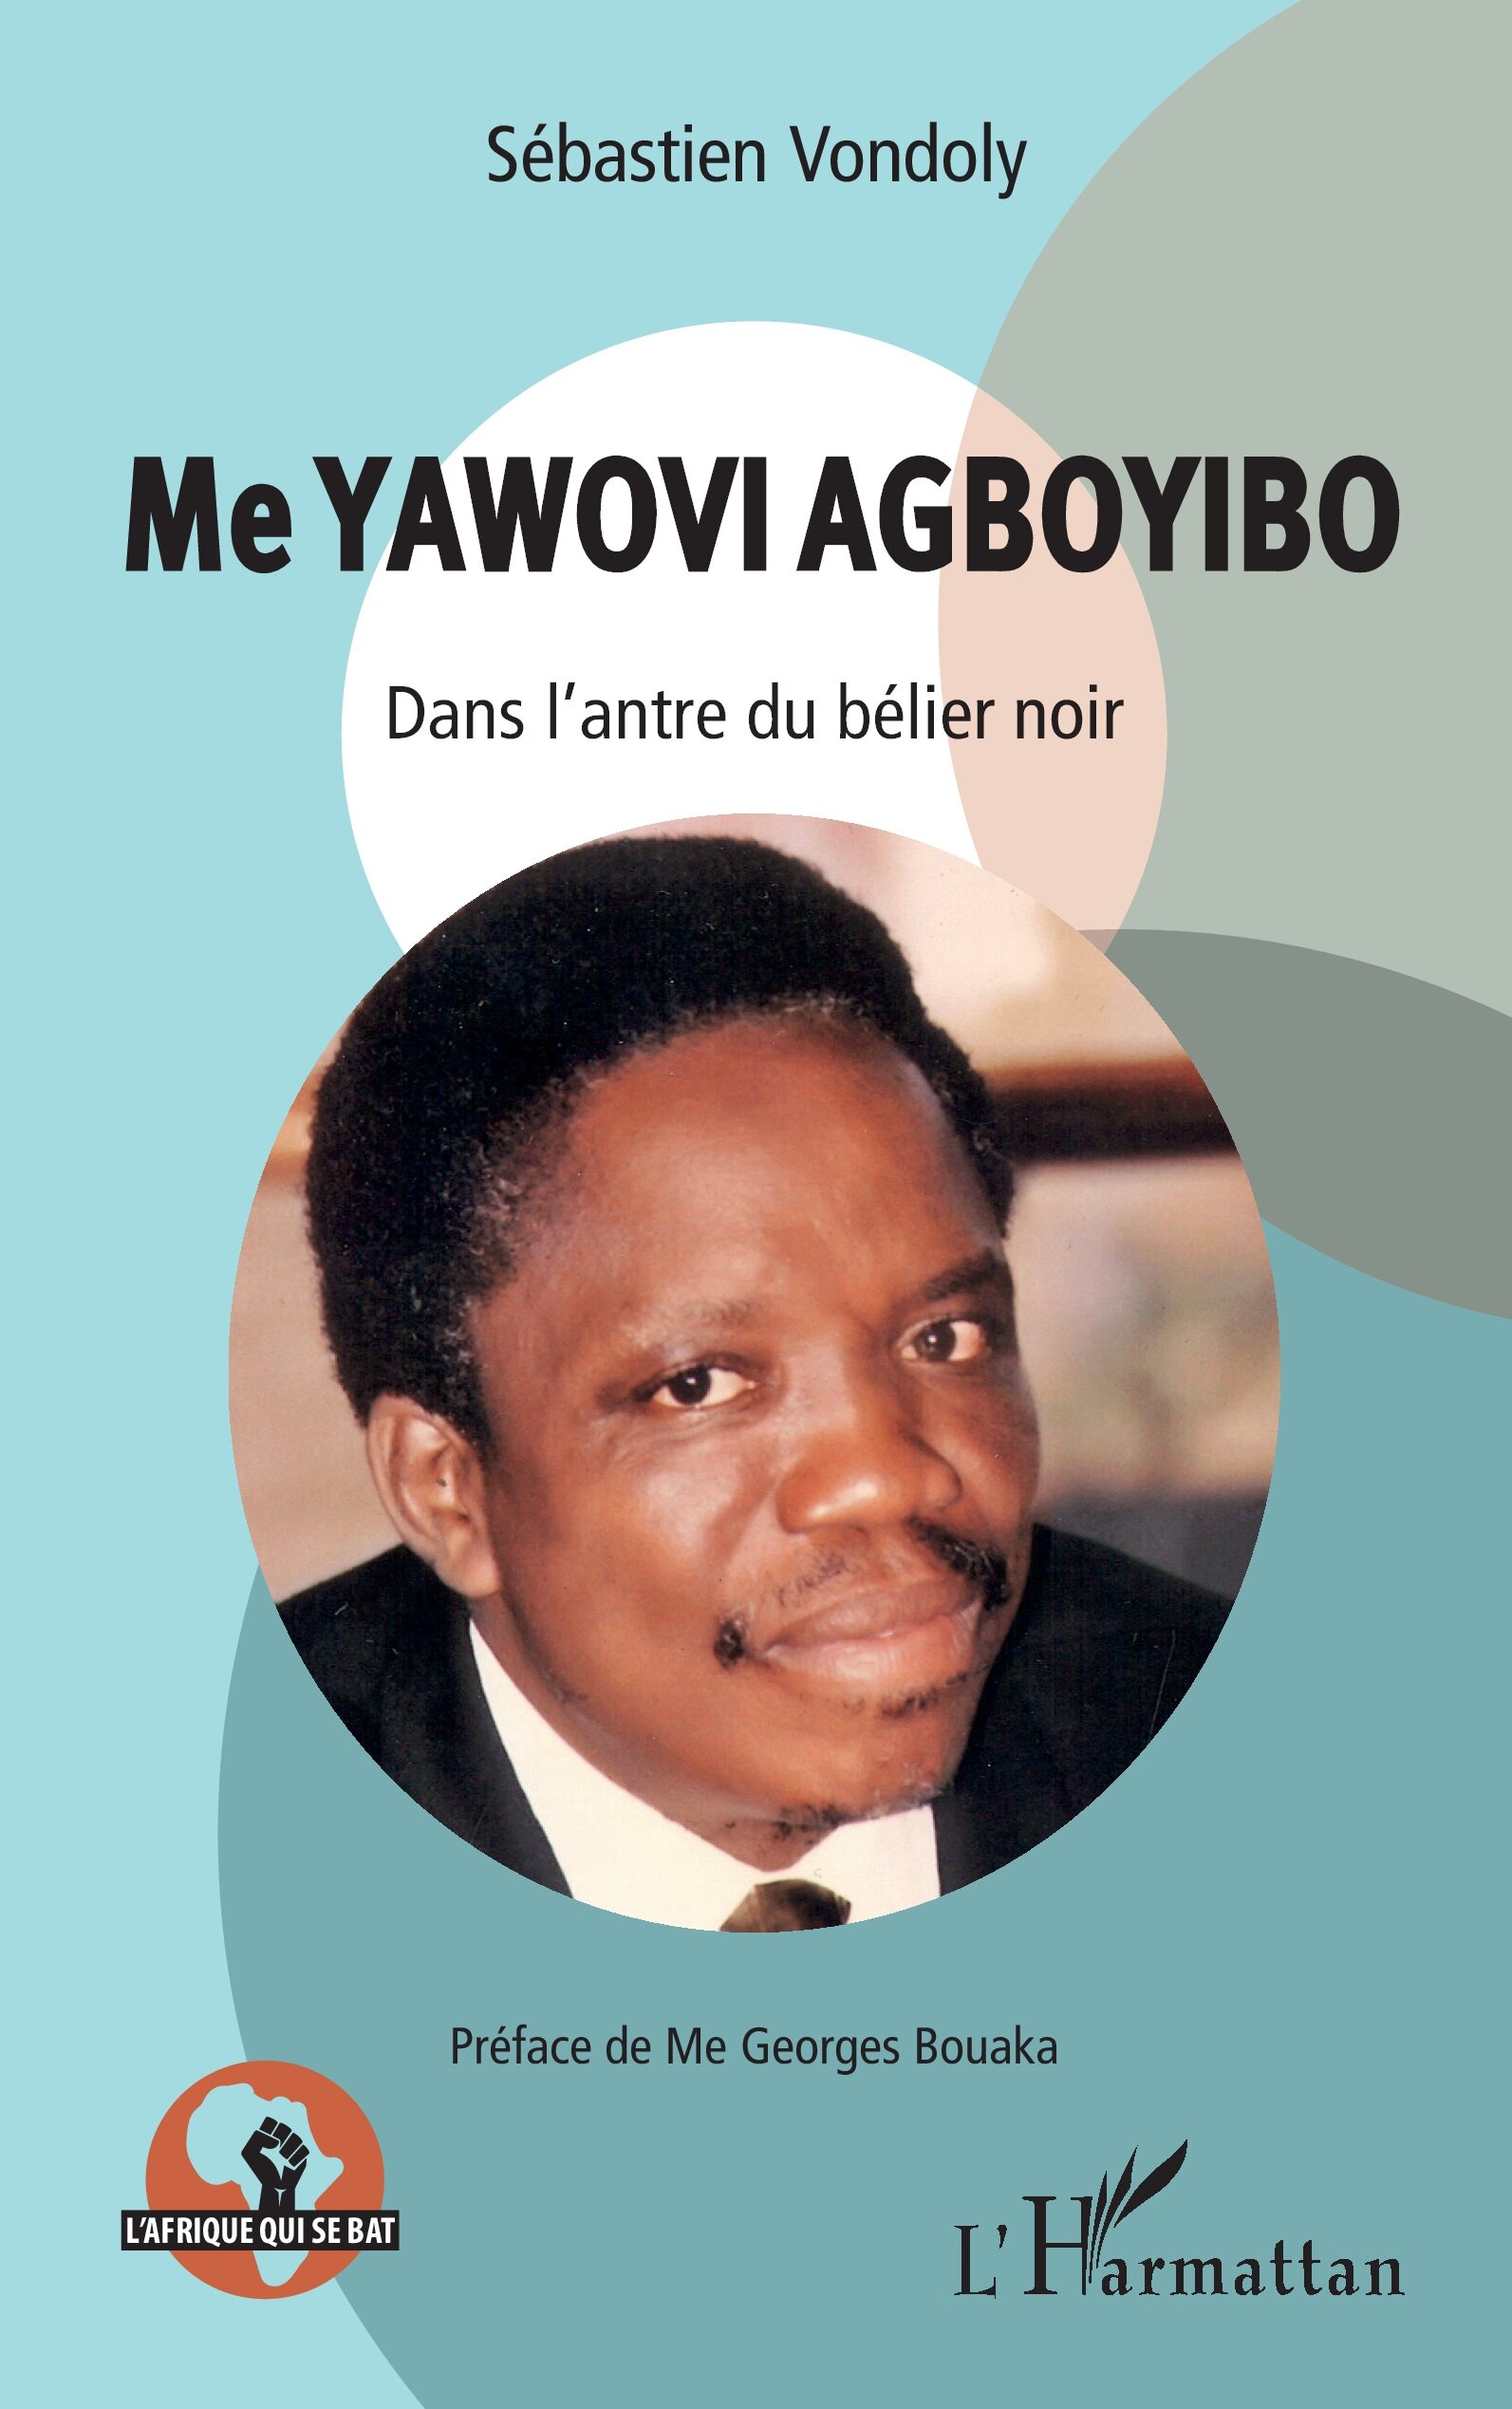 Sébastien Vondoly
Me YAWOVI AGBOYIBO
Dans l’antre du bélier noir
Préface de Me Georges Bouaka
L’AFRIQUE QUI SE BAT
L’Harmattan